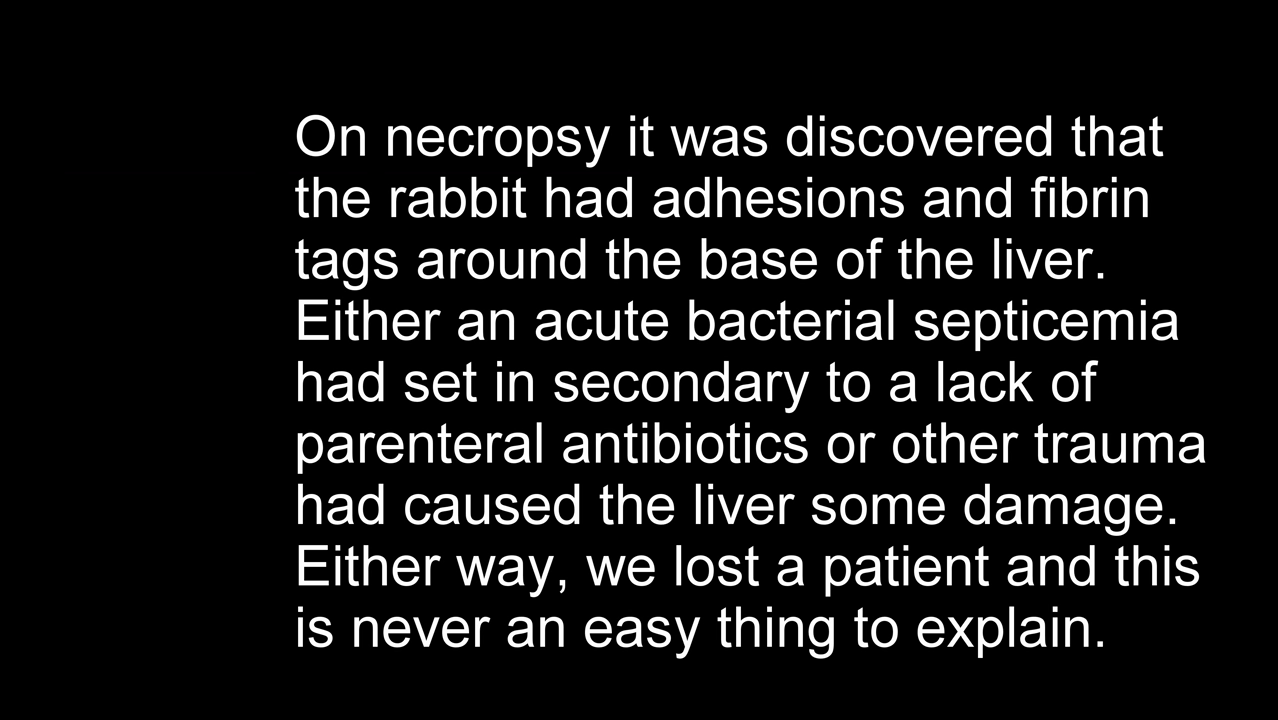 On necropsy it was discovered that
the rabbit had adhesions and fibrin
tags around the base of the liver.
Either an acute bacterial septicemia
had set in secondary to a lack of
parenteral antibiotics or other trauma
had caused the liver some damage.
Either way, we lost a patient and this
is never an easy thing to explain.